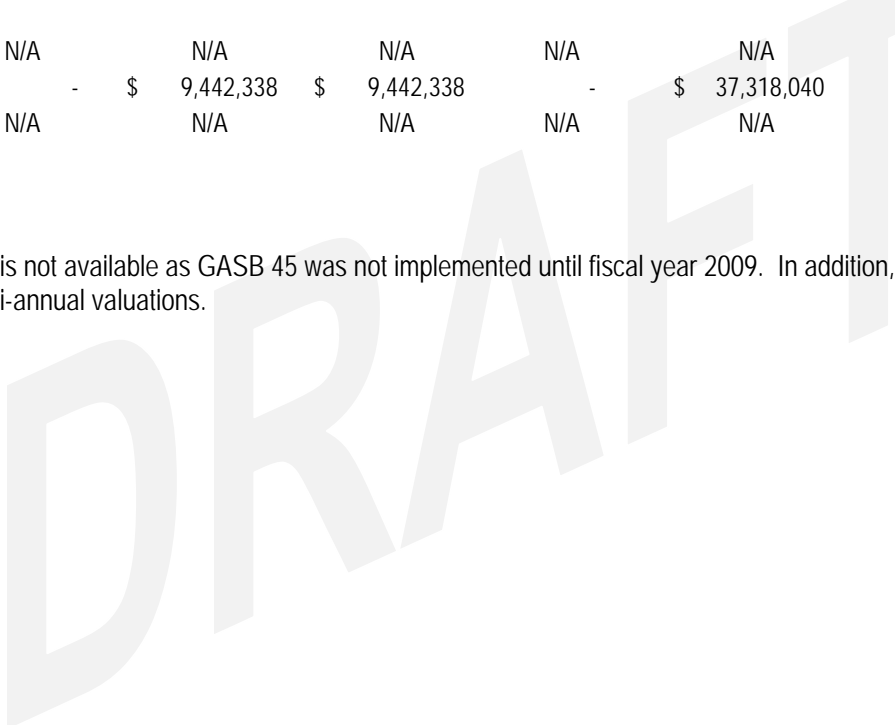 N/A N/A N/A N/A N/A
- $ 9,442,338 $ 9,442,338 - $ 37,318,040
N/A N/A N/A N/A N/A
is not available as GASB 45 was not implemented until fiscal year 2009. In addition,
i-annual valuations.
DRAFT